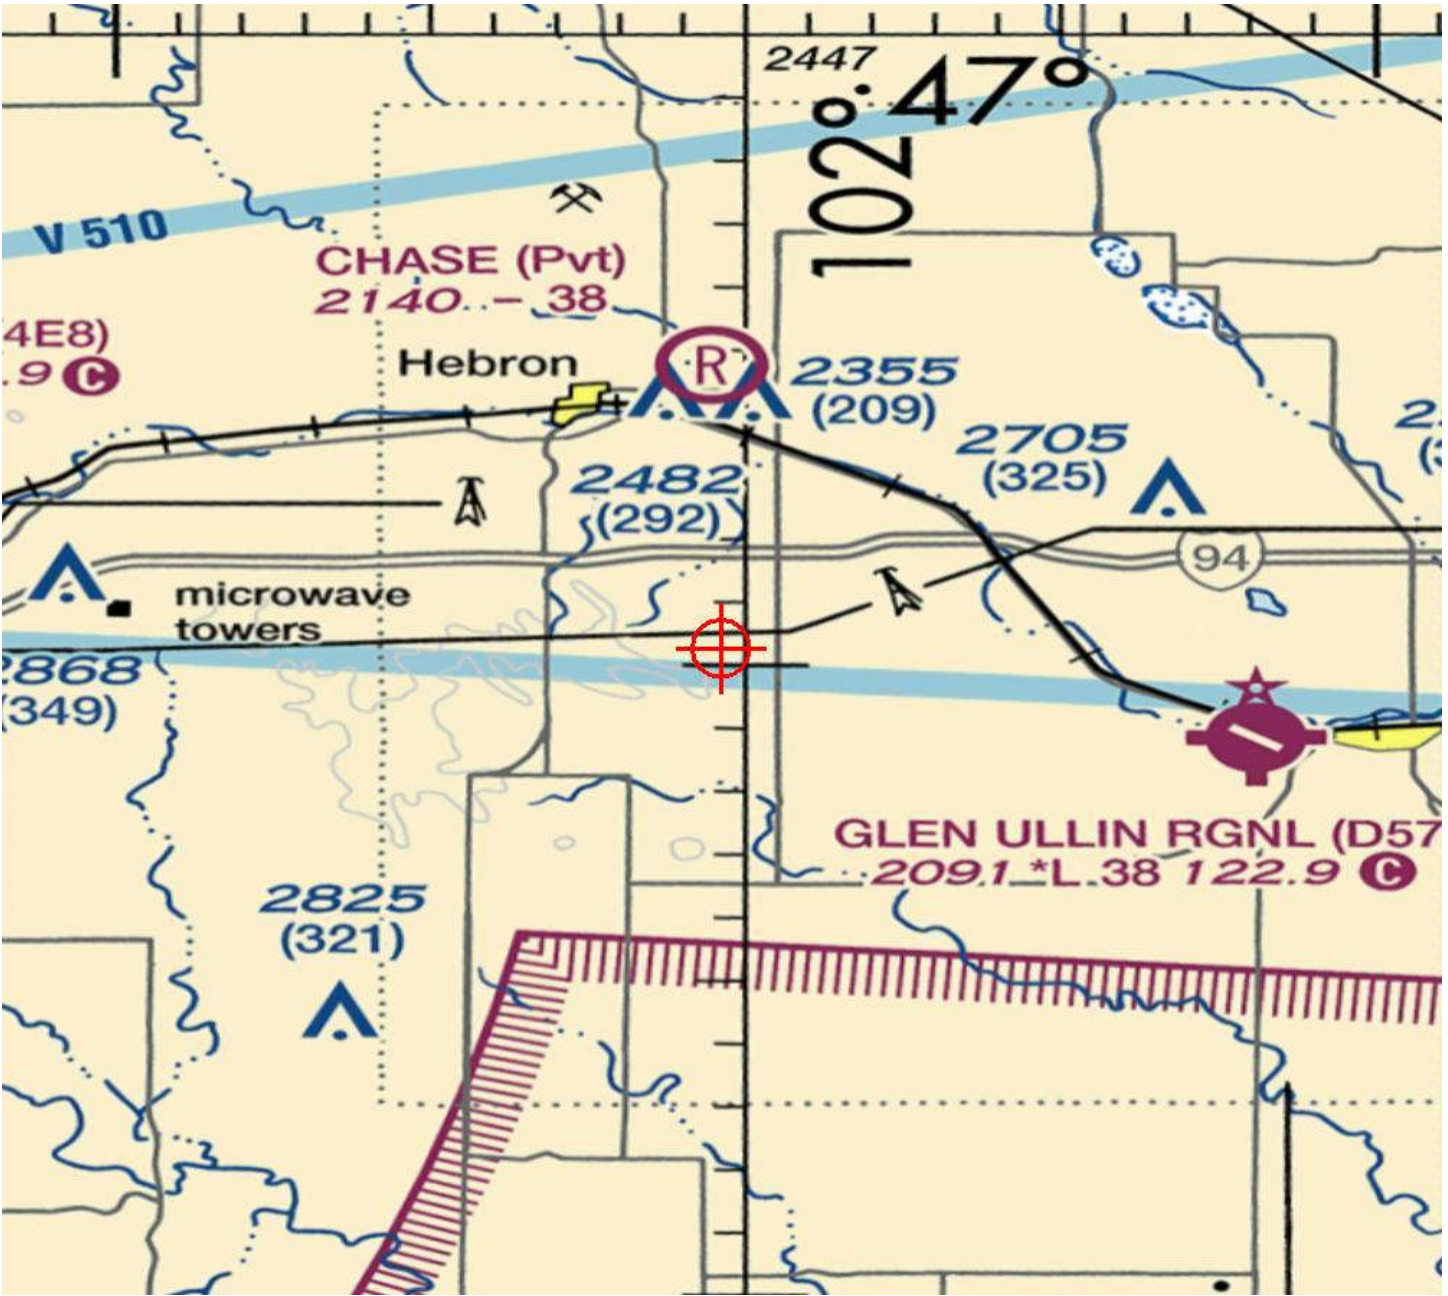 2447
47°
102°
V 510
CHASE (Pvt)
2140 - 38
4E8)
.9 C
Hebron
R
2355
(209)
2705
(325)
2482
(292)
94
microwave
towers
2868
(349)
GLEN ULLIN RGNL (D57
2091 *L 38 122.9 C
2825
(321)